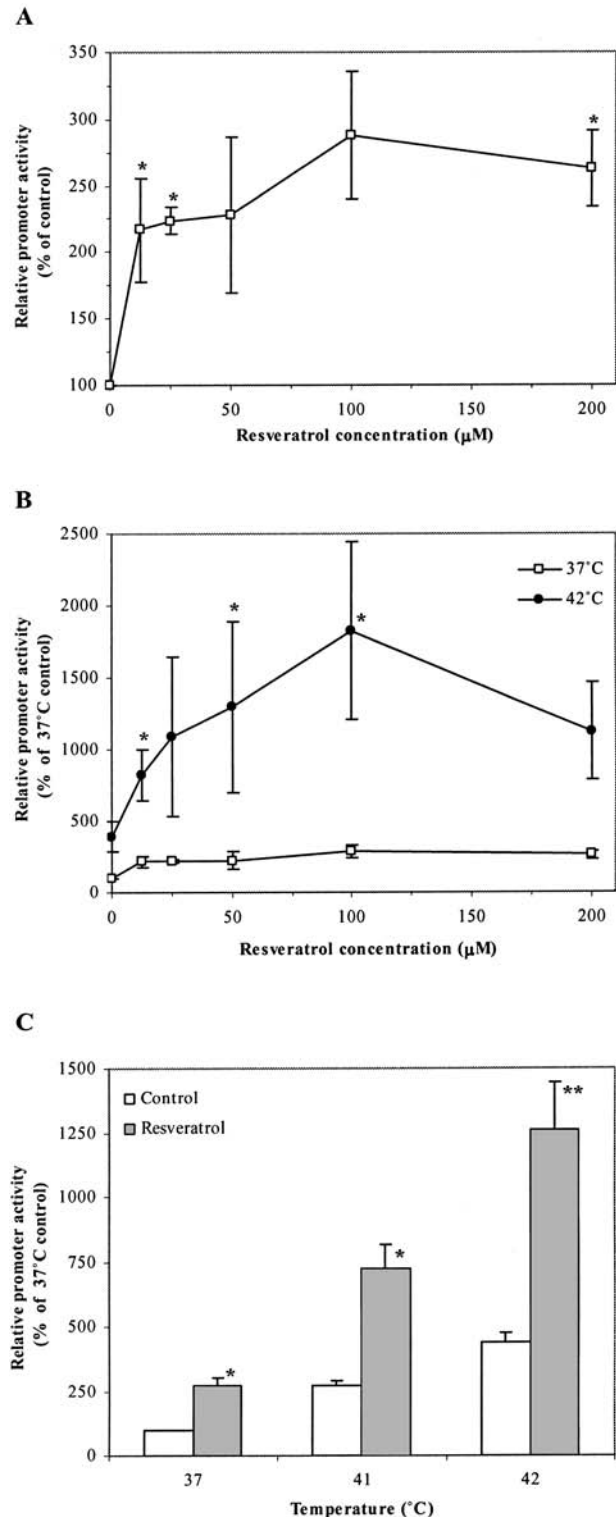 A
350
300
250
200
150
100
Relative promoter activity
(% of control)
*
*
*
0
50
100
150
200
Resveratrol concentration (μM)
B
2500
2000
1500
1000
500
0
Relative promoter activity
(% of 37˚C control)
37˚C
42˚C
*
*
*
0
50
100
150
200
Resveratrol concentration (μM)
C
1500
1250
750
500
250
0
Relative promoter activity
(% of 37˚C control)
Control
Resveratrol
*
*
**
37
41
42
Temperature (˚C)